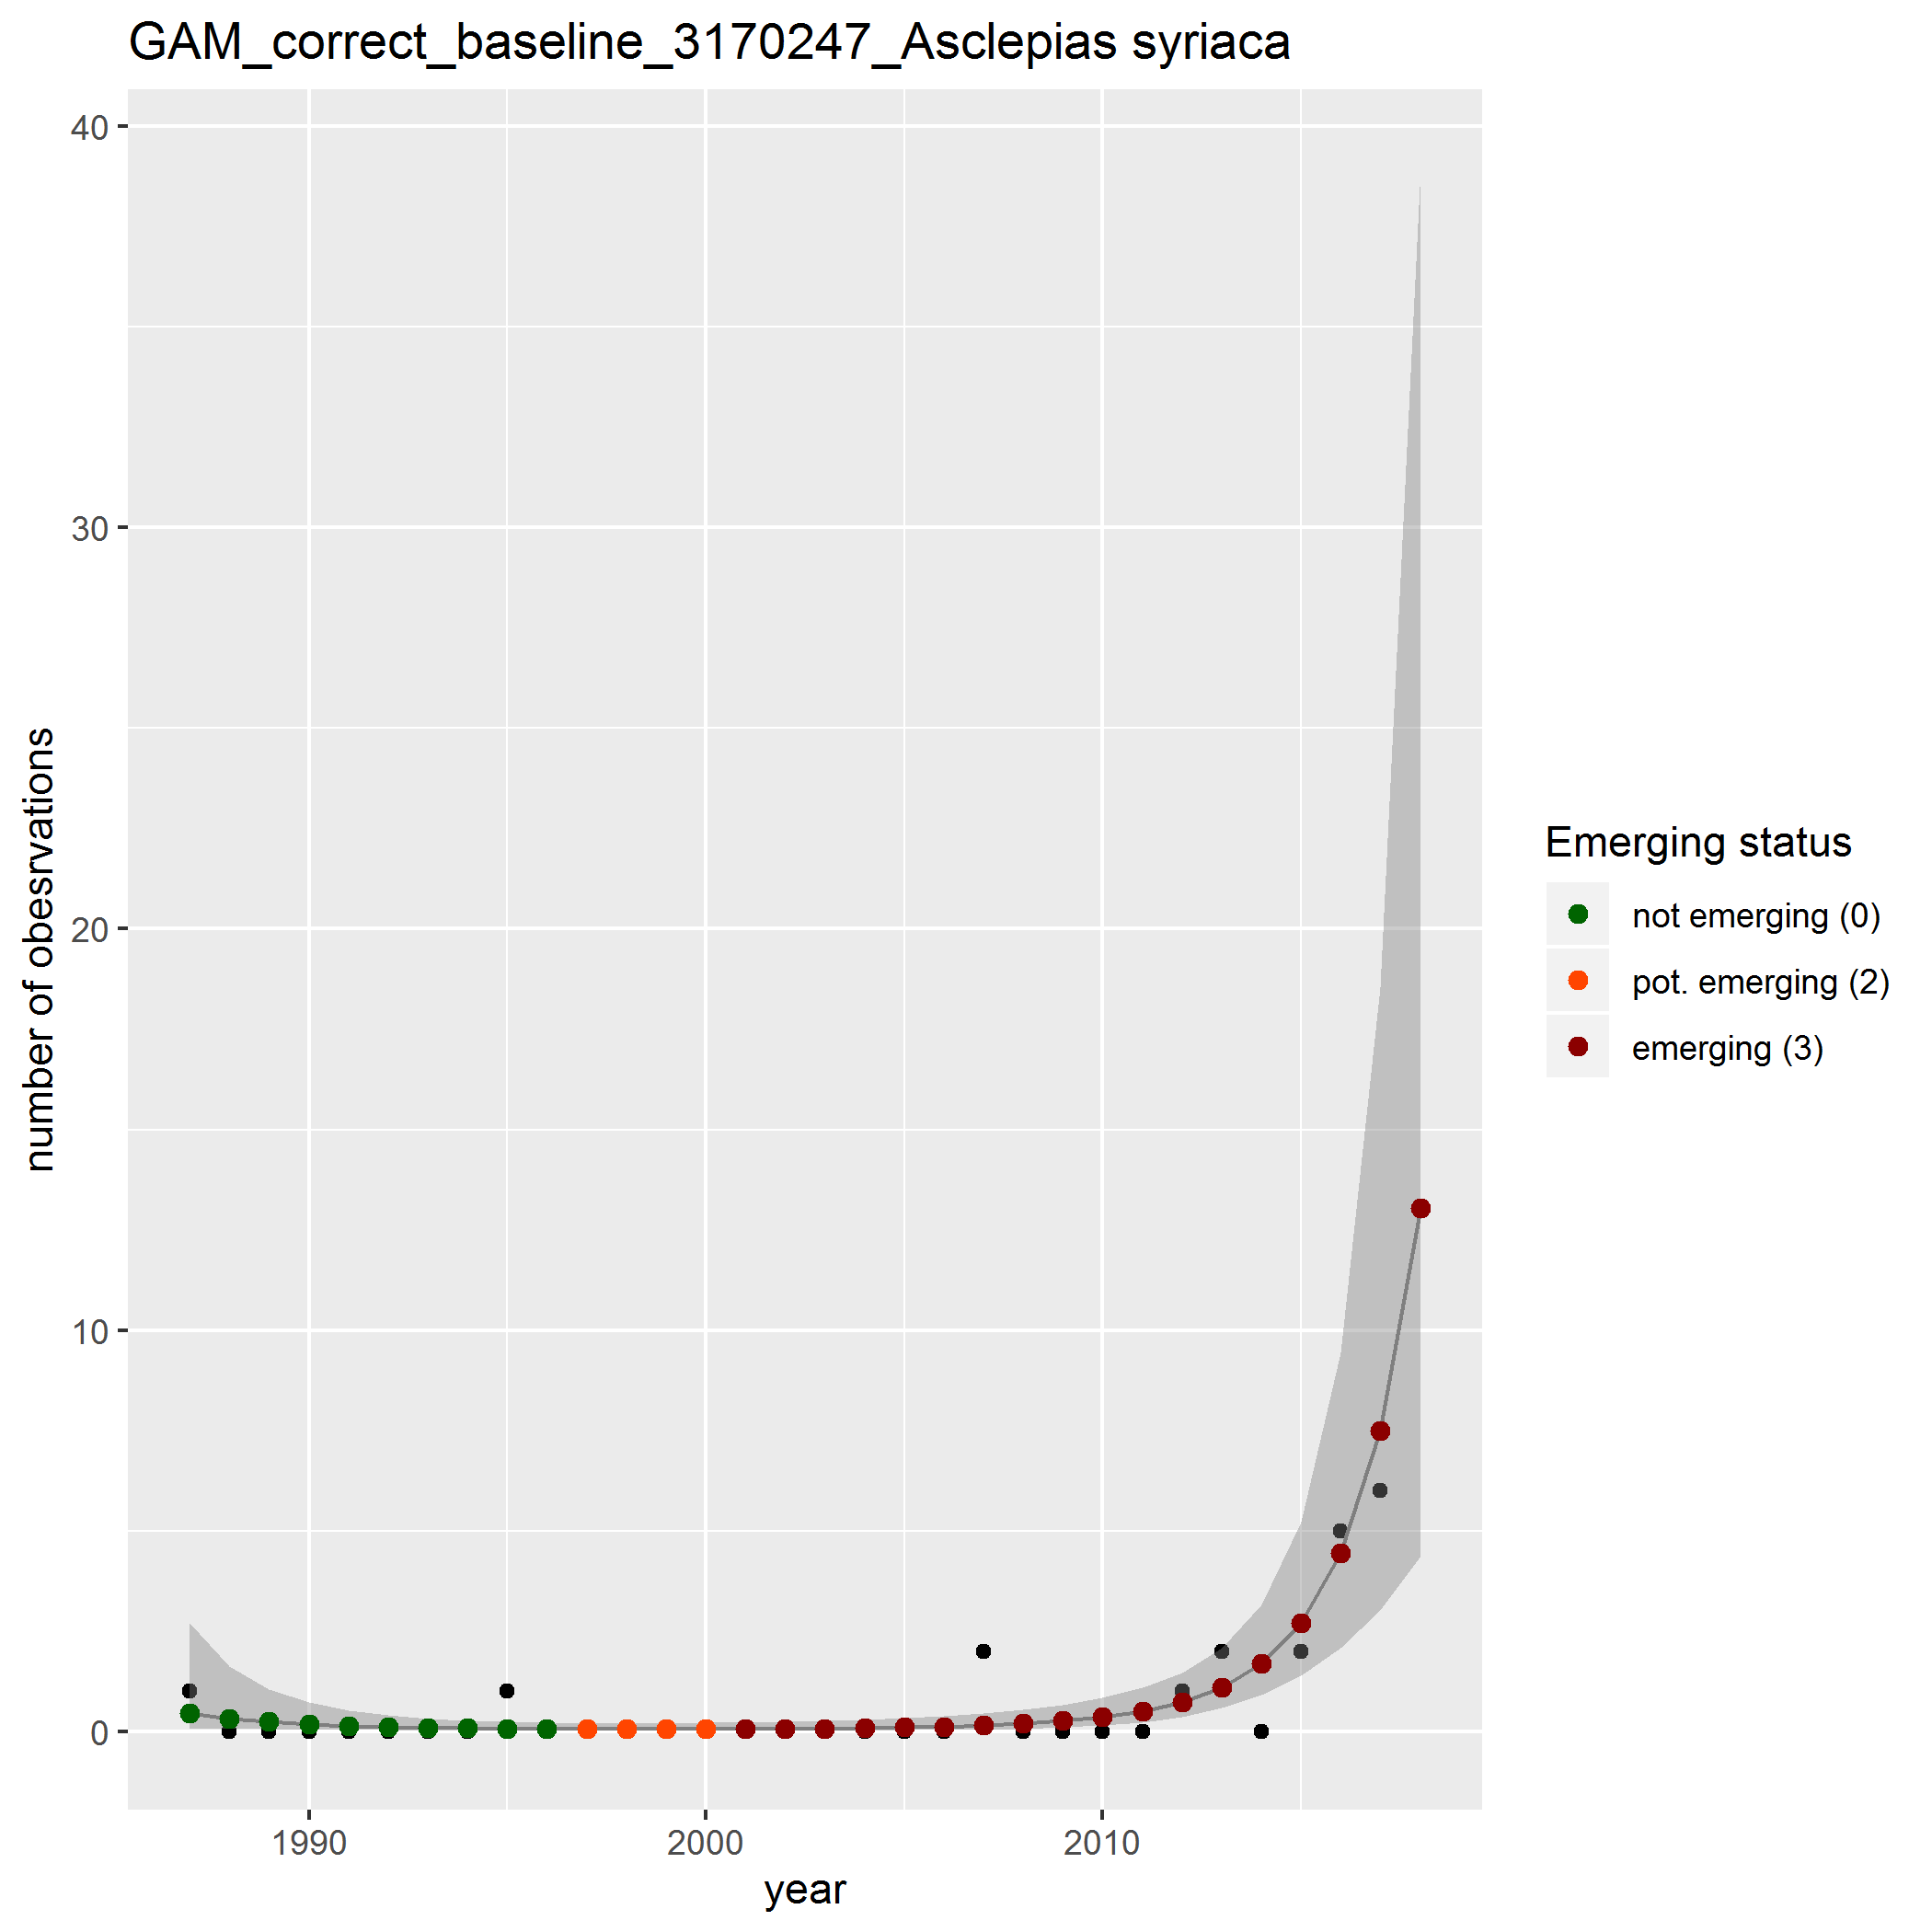 GAM_correct_baseline_3170247_Asclepias syriaca
40
30
20
10
0
number of obesrvations
1990
2000
2010
year
Emerging status
not emerging (0)
pot. emerging (2)
emerging (3)